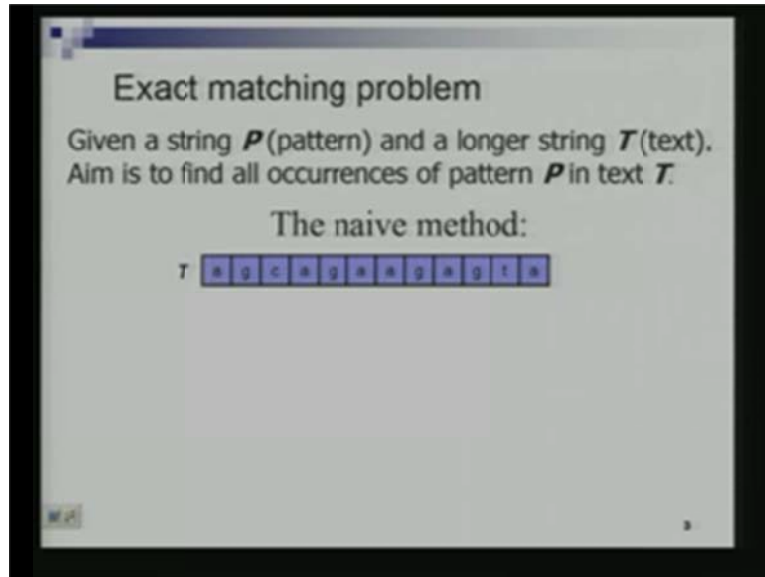 Exact matching problem
Given a string P (pattern) and a longer string T (text).
Aim is to find all occurrences of pattern P in text T.
The naive method:
T a g c a g a a g a g t a
3